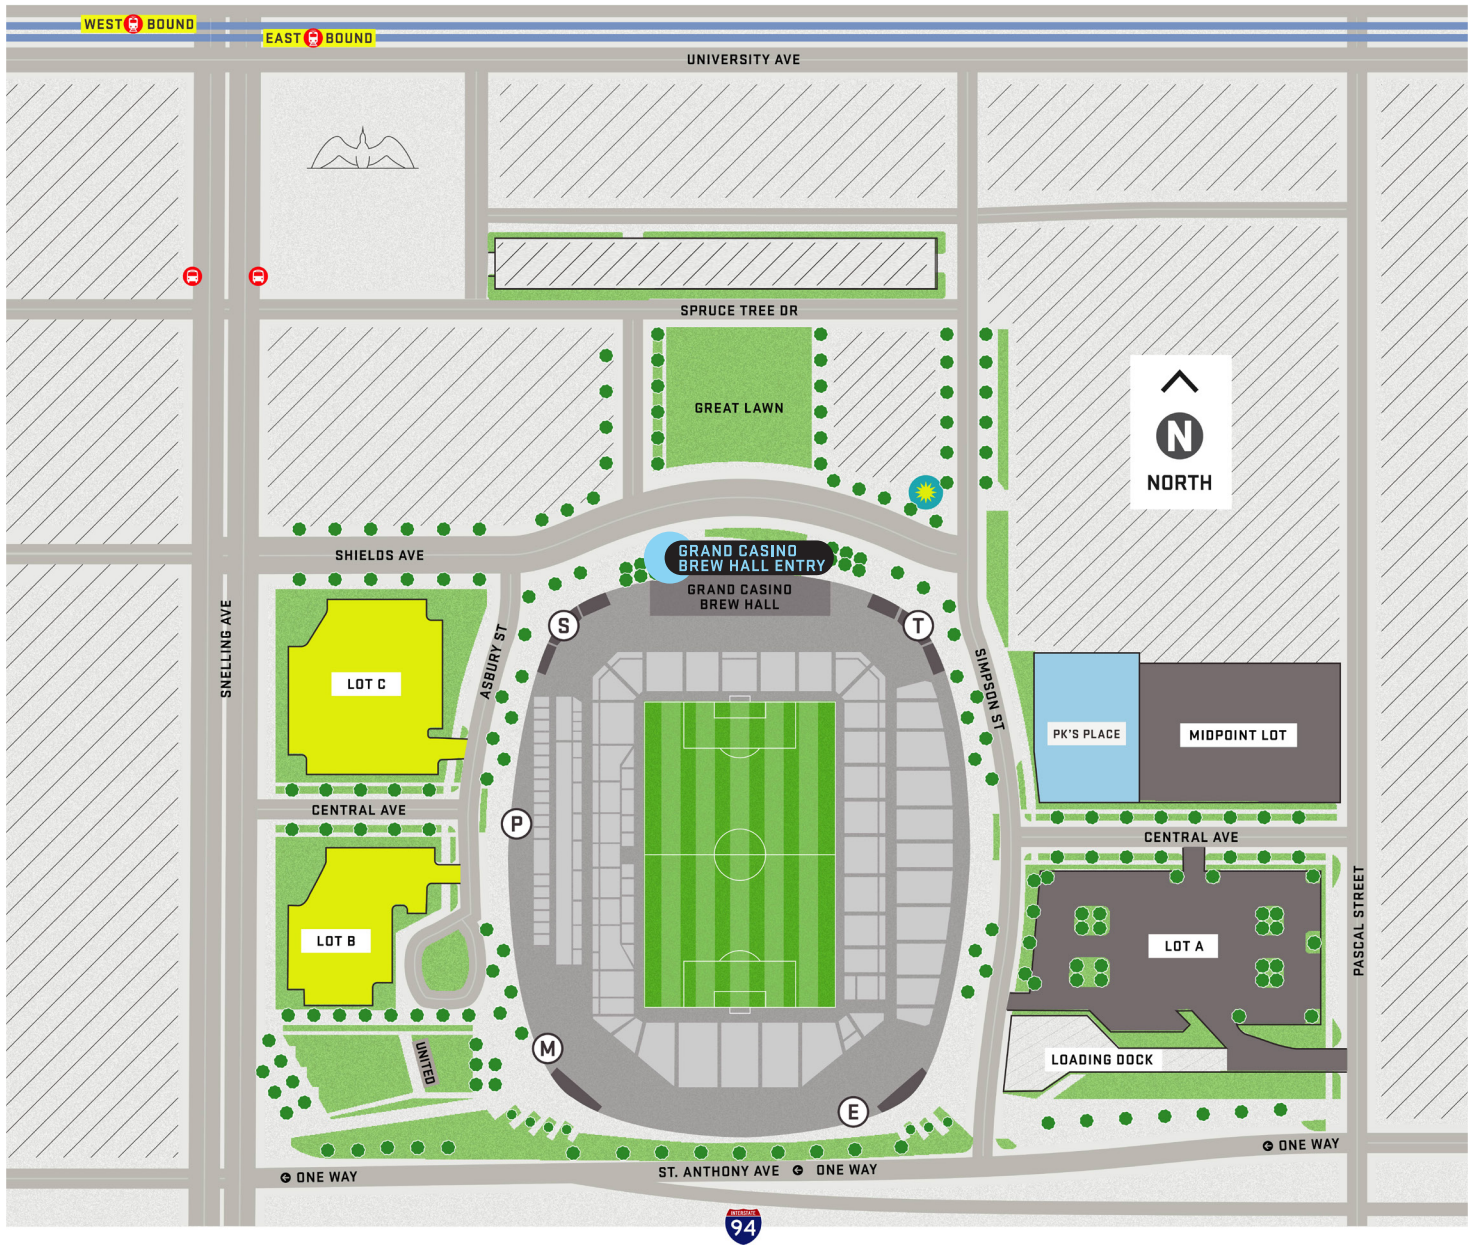 WEST BOUND
EAST BOUND
UNIVERSITY AVE
SPRUCE TREE DR
GREAT LAWN
N
NORTH
GRAND CASINO
BREW HALL ENTRY
SHIELDS AVE
GRAND CASINO
BREW HALL
S
T
SNELLING AVE
ASBURY ST
SIMPSON ST
LOT C
PK'S PLACE
MIDPOINT LOT
CENTRAL AVE
P
CENTRAL AVE
PASCAL STREET
LOT B
LOT A
M
UNITED
LOADING DOCK
E
ONE WAY
ST. ANTHONY AVE ONE WAY
ONE WAY
INTERSTATE
94